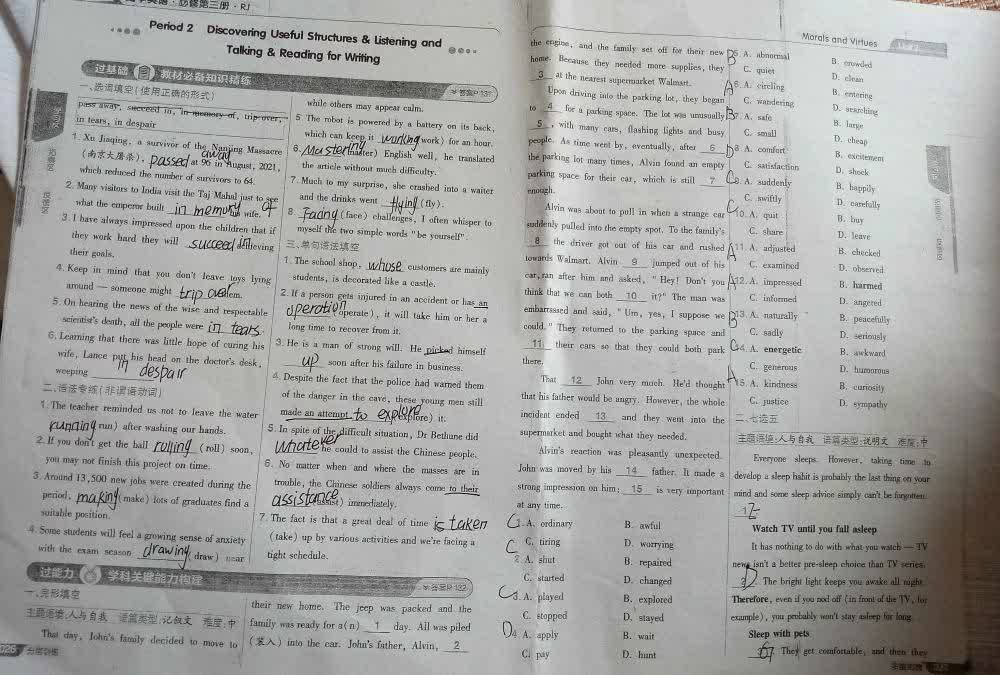 必修第三册·RJ
Period 2 Discovering Useful Structures & Listening and
Talking & Reading for Writing
过基础 教材必备知识精练
答案P132
一、选词填空(使用正确的形式)
pass away, succeed in, in memory of, trip over,
in tears, in despair
1. Xu Jiaqing, a survivor of the Nanjing Massacre
(南京大屠杀), passed away at 96 in August, 2021,
which reduced the number of survivors to 64.
2. Many visitors to India visit the Taj Mahal just to see
what the emperor built in memory of his wife.
3. I have always impressed upon the children that if
they work hard they will succeed in achieving
their goals.
4. Keep in mind that you don't leave toys lying
around — someone might trip over them.
5. On hearing the news of the wise and respectable
scientist's death, all the people were in tears.
6. Learning that there was little hope of curing his
wife, Lance put his head on the doctor's desk,
weeping in despair
二、语法专练(非谓语动词)
1. The teacher reminded us not to leave the water
running (run) after washing our hands.
2. If you don't get the ball rolling (roll) soon,
you may not finish this project on time.
3. Around 13,500 new jobs were created during the
period, making (make) lots of graduates find a
suitable position.
4. Some students will feel a growing sense of anxiety
with the exam season drawing (draw) near
while others may appear calm.
5. The robot is powered by a battery on its back,
which can keep it working (work) for an hour.
6. Mastering (master) English well, he translated
the article without much difficulty.
7. Much to my surprise, she crashed into a waiter
and the drinks went flying (fly).
8. Facing (face) challenges, I often whisper to
myself the two simple words "be yourself".
三、单句语法填空
1. The school shop, whose customers are mainly
students, is decorated like a castle.
2. If a person gets injured in an accident or has an
operation (operate), it will take him or her a
long time to recover from it.
3. He is a man of strong will. He picked himself
up soon after his failure in business.
4. Despite the fact that the police had warned them
of the danger in the cave, these young men still
made an attempt to explore (explore) it.
5. In spite of the difficult situation, Dr Bethune did
whatever he could to assist the Chinese people.
6. No matter when and where the masses are in
trouble, the Chinese soldiers always come to their
assistance (assist) immediately.
7. The fact is that a great deal of time is taken
(take) up by various activities and we're facing a
tight schedule.
过能力 学科关键能力构建
答案P132
一、完形填空
主题语境:人与自我 语篇类型:记叙文 难度:中
That day, John's family decided to move to
their new home. The jeep was packed and the
family was ready for a(n) 1 day. All was piled
(装入) into the car. John's father, Alvin, 2
分层训练
Morals and Virtues
the engine, and the family set off for their new
home. Because they needed more supplies, they
3 at the nearest supermarket Walmart.
Upon driving into the parking lot, they began
to 4 for a parking space. The lot was unusually
5, with many cars, flashing lights and busy
people. As time went by, eventually, after 6
the parking lot many times, Alvin found an empty
parking space for their car, which is still 7
enough.
Alvin was about to pull in when a strange car
suddenly pulled into the empty spot. To the family's
8 the driver got out of his car and rushed
towards Walmart. Alvin 9 jumped out of his
car, ran after him and asked, "Hey! Don't you
think that we can both 10 it?" The man was
embarrassed and said, "Um, yes, I suppose we
could." They returned to the parking space and
11 their cars so that they could both park
there.
That 12 John very much. He'd thought
that his father would be angry. However, the whole
incident ended 13 and they went into the
supermarket and bought what they needed.
Alvin's reaction was pleasantly unexpected.
John was moved by his 14 father. It made a
strong impression on him; 15 is very important
at any time.
C 1. A. ordinary B. awful
C. tiring D. worrying
C 2. A. shut B. repaired
C. started D. changed
C 3. A. played B. explored
C. stopped D. stayed
D 4. A. apply B. wait
C. pay D. hunt
B 5. A. abnormal B. crowded
C. quiet D. clean
A 6. A. circling B. entering
C. wandering D. searching
B 7. A. safe B. large
C. small D. cheap
D 8. A. comfort B. excitement
C. satisfaction D. shock
C 9. A. suddenly B. happily
C. swiftly D. carefully
C 10. A. quit B. buy
C. share D. leave
A 11. A. adjusted B. checked
C. examined D. observed
A 12. A. impressed B. harmed
C. informed D. angered
B 13. A. naturally B. peacefully
C. sadly D. seriously
C 14. A. energetic B. awkward
C. generous D. humorous
A 15. A. kindness B. curiosity
C. justice D. sympathy
二、七选五
主题语境:人与自我 语篇类型:说明文 难度:中
Everyone sleeps. However, taking time to
develop a sleep habit is probably the last thing on your
mind and some sleep advice simply can't be forgotten.
1 E
Watch TV until you fall asleep
It has nothing to do with what you watch — TV
news isn't a better pre-sleep choice than TV series.
2 D. The bright light keeps you awake all night.
Therefore, even if you nod off (in front of the TV, for
example), you probably won't stay asleep for long.
Sleep with pets
G They get comfortable, and then they